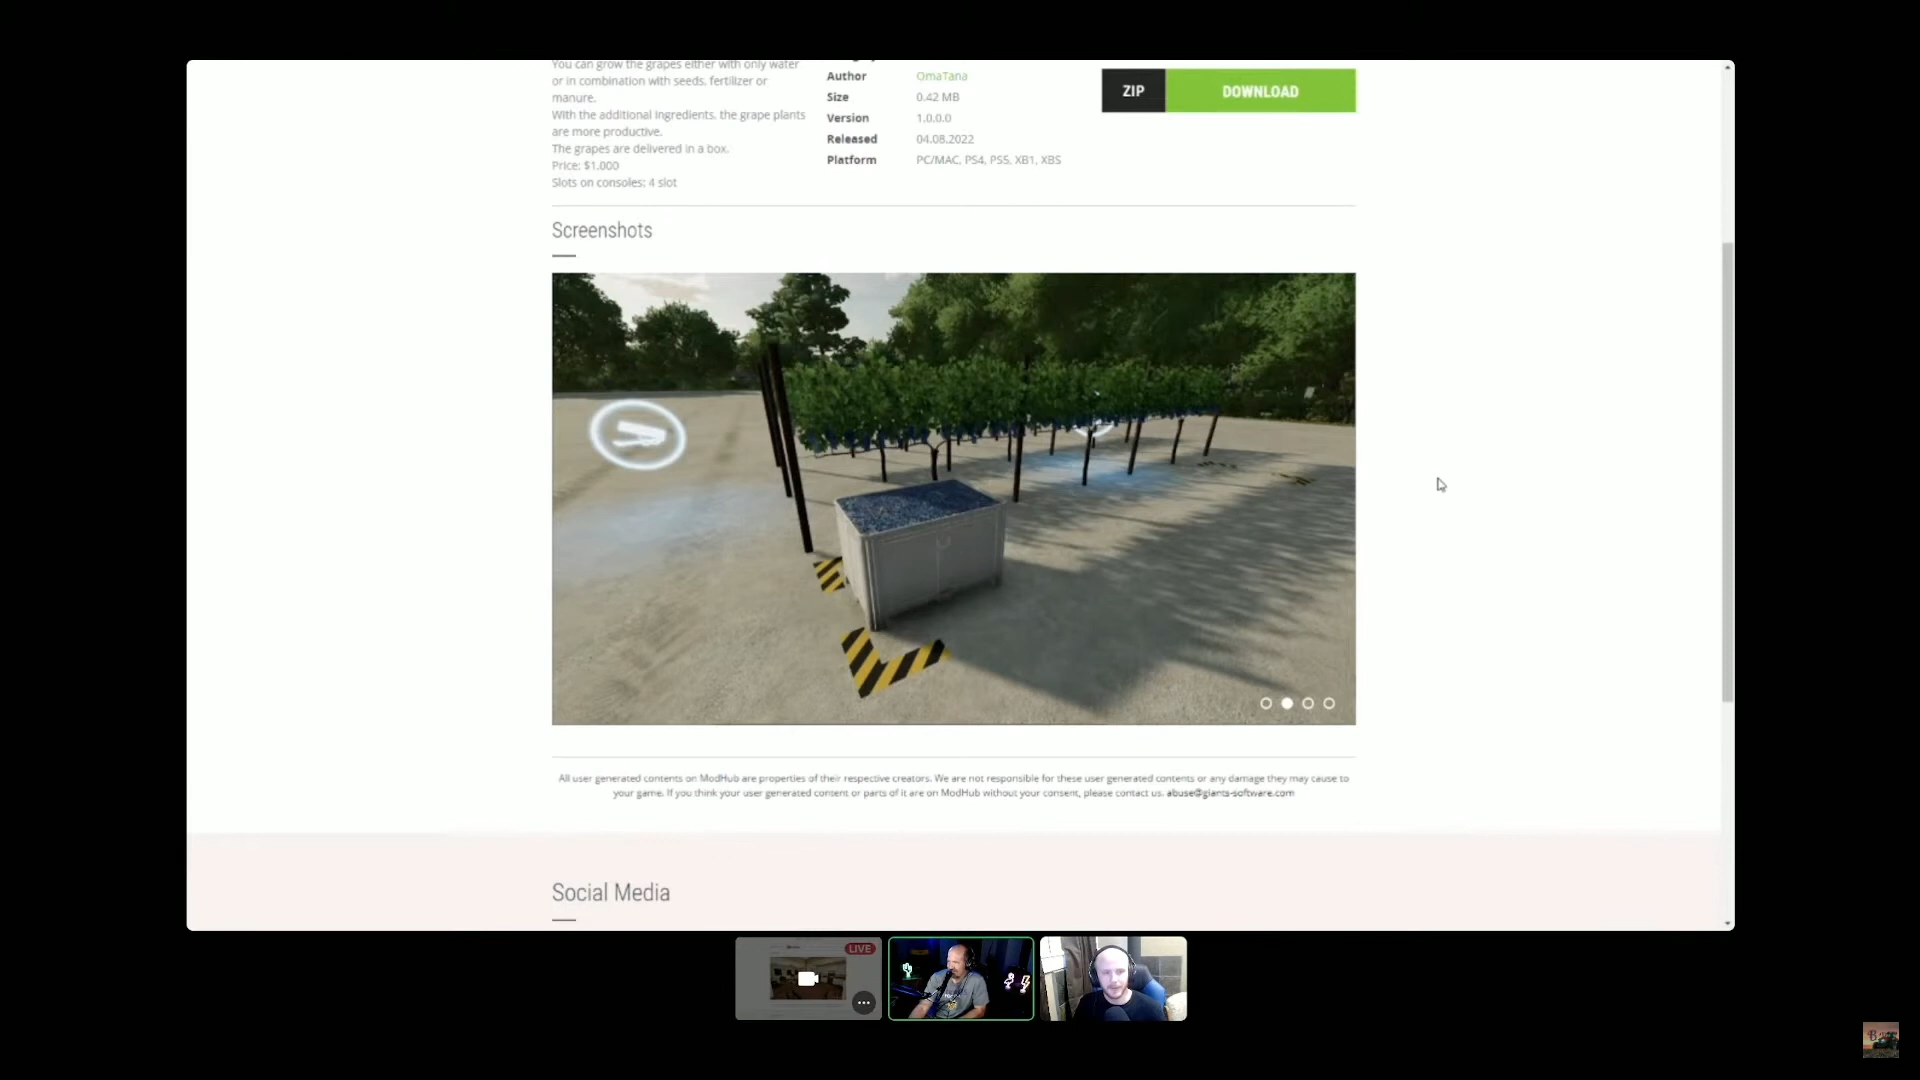 You can grow the grapes either with only water
or in combination with seeds, fertilizer or
manure.
With the additional ingredients, the grape plants
are more productive.
The grapes are delivered in a box.
Price: $1,000
Slots on consoles: 4 slot
Author OmaTana
Size 0.42 MB
Version 1.0.0.0
Released 04.08.2022
Platform PC/MAC, PS4, PS5, XB1, XBS
ZIP DOWNLOAD
Screenshots
All user generated contents on ModHub are properties of their respective creators. We are not responsible for these user generated contents or any damage they may cause to
your game. If you think your user generated content or parts of it are on ModHub without your consent, please contact us. abuse@giants-software.com
Social Media
LIVE